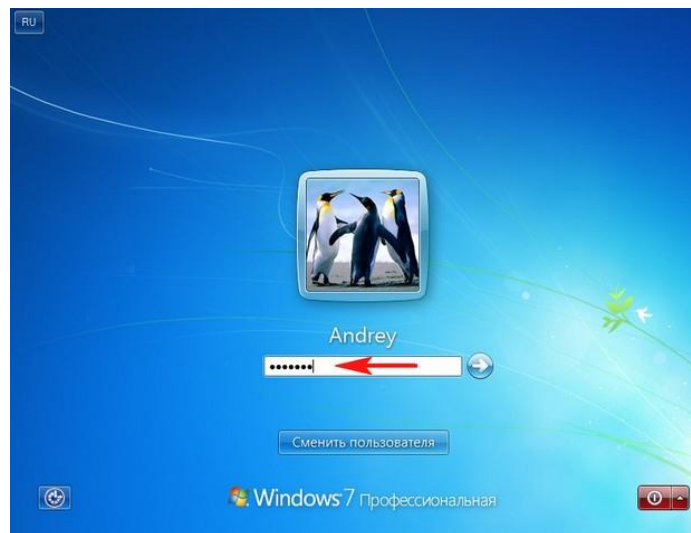 RU
Andrey
•••••••
Сменить пользователя
Windows 7 Профессиональная